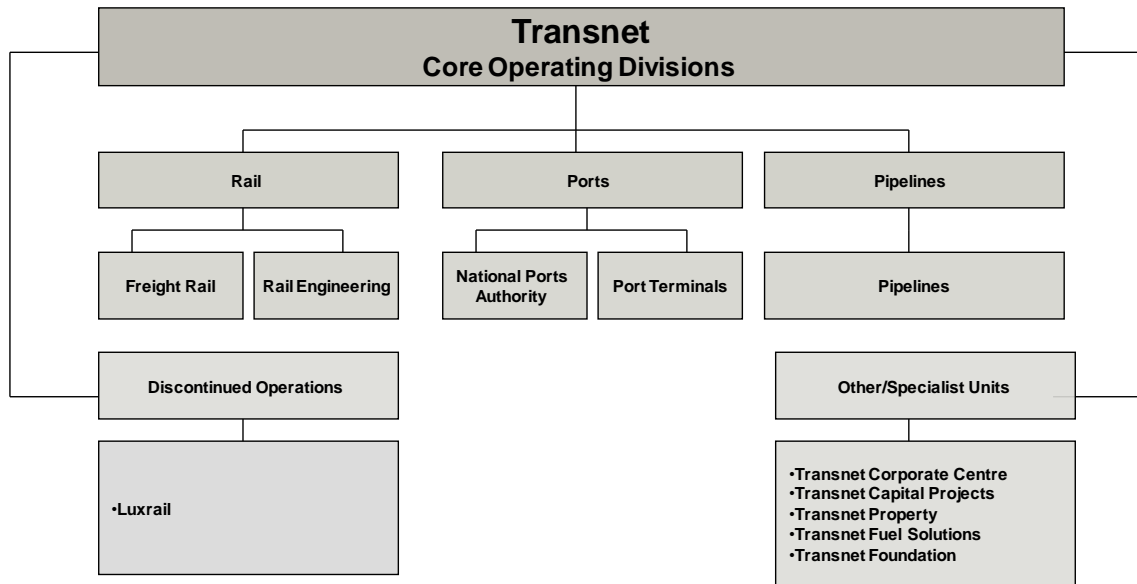 Transnet
Core Operating Divisions
Rail
Ports
Pipelines
Freight Rail
Rail Engineering
National Ports
Authority
Port Terminals
Pipelines
Discontinued Operations
Other/Specialist Units
•Luxrail
•Transnet Corporate Centre
•Transnet Capital Projects
•Transnet Property
•Transnet Fuel Solutions
•Transnet Foundation